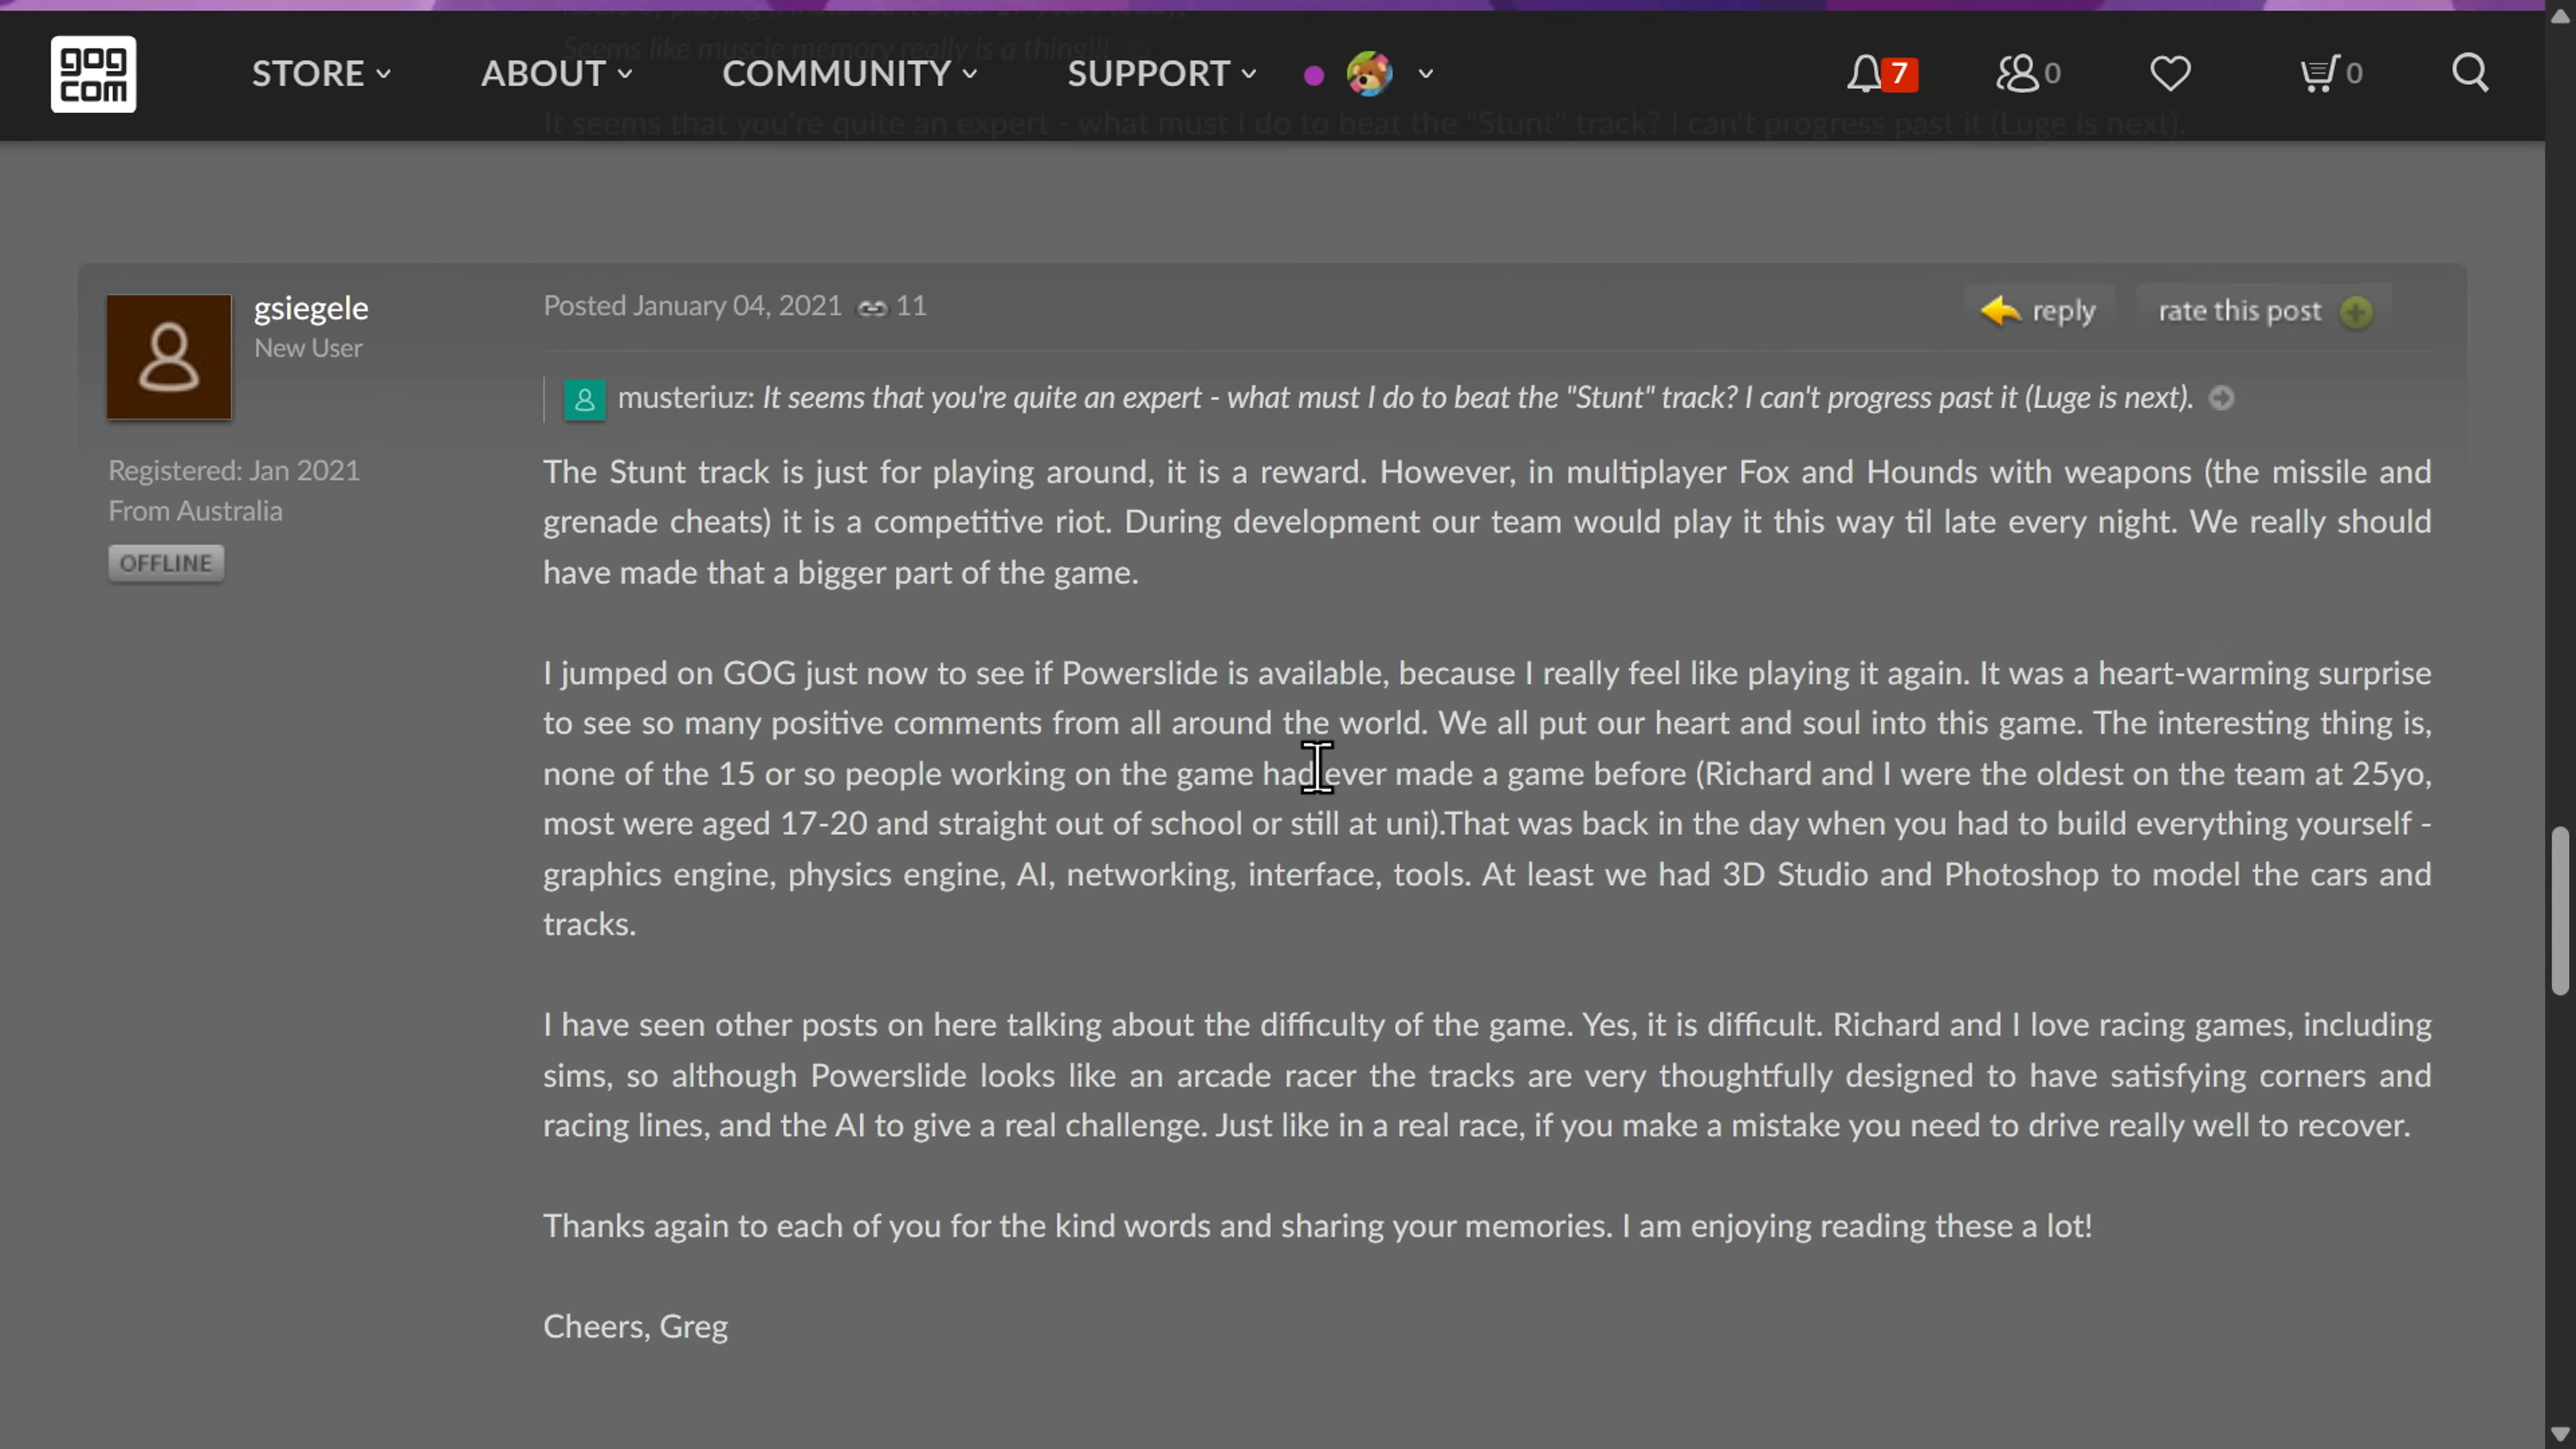 Seems like muscle memory really is a thing!!!
gog
com
STORE
ABOUT
COMMUNITY
SUPPORT
7
0
0
It seems that you're quite an expert - what must I do to beat the "Stunt" track? I can't progress past it (Luge is next).
gsiegele
New User
Registered: Jan 2021
From Australia
OFFLINE
Posted January 04, 2021 11
reply
rate this post
musteriuz: It seems that you're quite an expert - what must I do to beat the "Stunt" track? I can't progress past it (Luge is next).
The Stunt track is just for playing around, it is a reward. However, in multiplayer Fox and Hounds with weapons (the missile and
grenade cheats) it is a competitive riot. During development our team would play it this way til late every night. We really should
have made that a bigger part of the game.
I jumped on GOG just now to see if Powerslide is available, because I really feel like playing it again. It was a heart-warming surprise
to see so many positive comments from all around the world. We all put our heart and soul into this game. The interesting thing is,
none of the 15 or so people working on the game had ever made a game before (Richard and I were the oldest on the team at 25yo,
most were aged 17-20 and straight out of school or still at uni).That was back in the day when you had to build everything yourself -
graphics engine, physics engine, AI, networking, interface, tools. At least we had 3D Studio and Photoshop to model the cars and
tracks.
I have seen other posts on here talking about the difficulty of the game. Yes, it is difficult. Richard and I love racing games, including
sims, so although Powerslide looks like an arcade racer the tracks are very thoughtfully designed to have satisfying corners and
racing lines, and the AI to give a real challenge. Just like in a real race, if you make a mistake you need to drive really well to recover.
Thanks again to each of you for the kind words and sharing your memories. I am enjoying reading these a lot!
Cheers, Greg